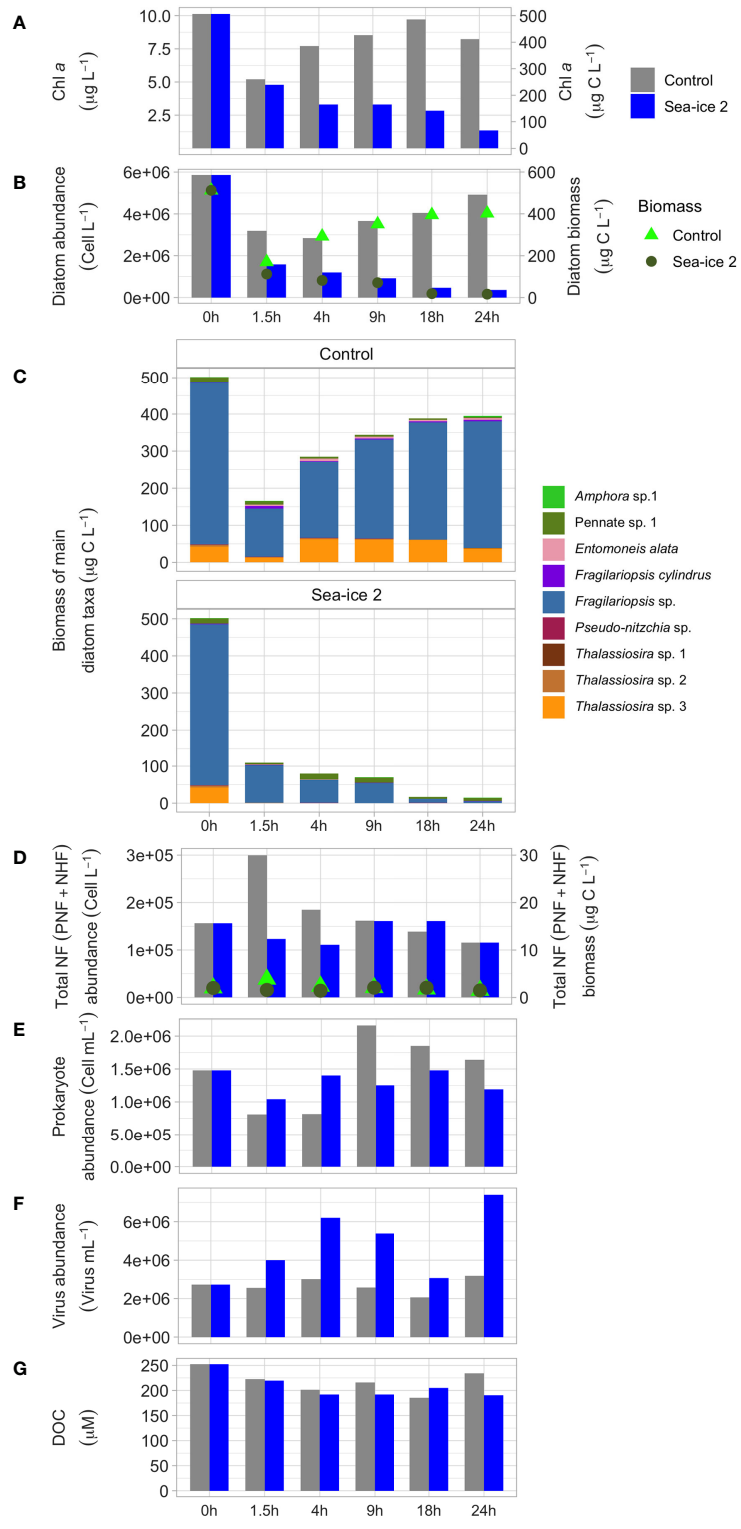 A
Chl a
(μg L−1)
10.0
7.5
5.0
2.5
500
400
300
200
100
0
Chl a
(μg C L−1)
Control
Sea-ice 2
B
Diatom abundance
(Cell L−1)
6e+06
4e+06
2e+06
0e+00
600
400
200
0
Diatom biomass
(μg C L−1)
Biomass
Control
Sea-ice 2
0h 1.5h 4h 9h 18h 24h
C
Biomass of main
diatom taxa (μg C L−1)
Control
500
400
300
200
100
0
Sea-ice 2
500
400
300
200
100
0
0h 1.5h 4h 9h 18h 24h
Amphora sp.1
Pennate sp. 1
Entomoneis alata
Fragilariopsis cylindrus
Fragilariopsis sp.
Pseudo-nitzchia sp.
Thalassiosira sp. 1
Thalassiosira sp. 2
Thalassiosira sp. 3
D
Total NF (PNF + NHF)
abundance (Cell L−1)
3e+05
2e+05
1e+05
0e+00
30
20
10
0
Total NF (PNF + NHF)
biomass (μg C L−1)
E
Prokaryote
abundance (Cell mL−1)
2.0e+06
1.5e+06
1.0e+06
5.0e+05
0.0e+00
F
Virus abundance
(Virus mL−1)
6e+06
4e+06
2e+06
0e+00
G
DOC
(μM)
250
200
150
100
50
0
0h 1.5h 4h 9h 18h 24h